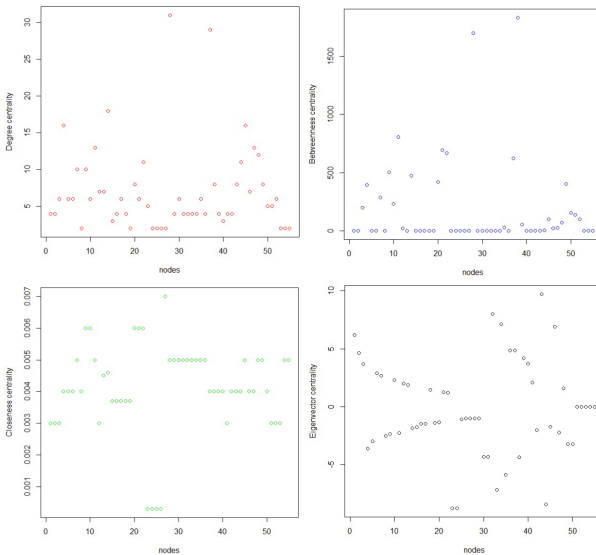 Degree centrality
30
25
20
15
10
5
0 10 20 30 40 50
nodes
Betweenness centrality
1500
1000
500
0
0 10 20 30 40 50
nodes
Closeness centrality
0.007
0.006
0.005
0.004
0.003
0.002
0.001
0 10 20 30 40 50
nodes
Eigenvector centrality
10
5
0
-5
0 10 20 30 40 50
nodes